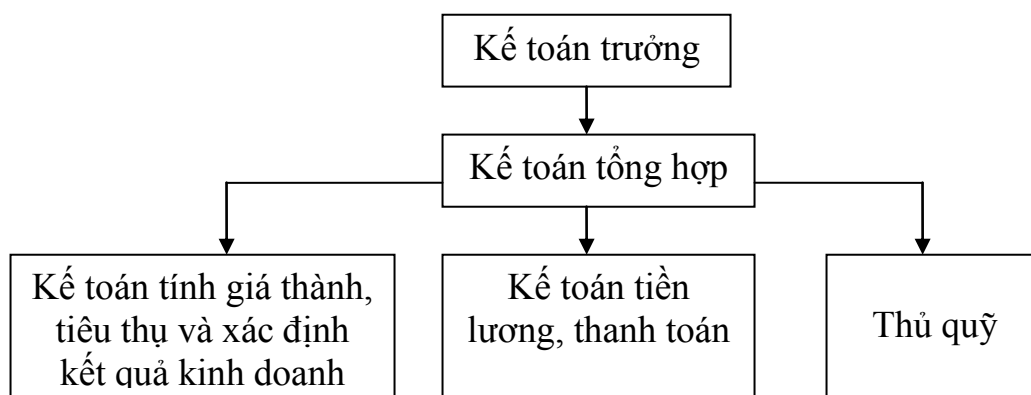 Kế toán trưởng
Kế toán tổng hợp
Kế toán tính giá thành,
tiêu thụ và xác định
kết quả kinh doanh
Kế toán tiền
lương, thanh toán
Thủ quỹ